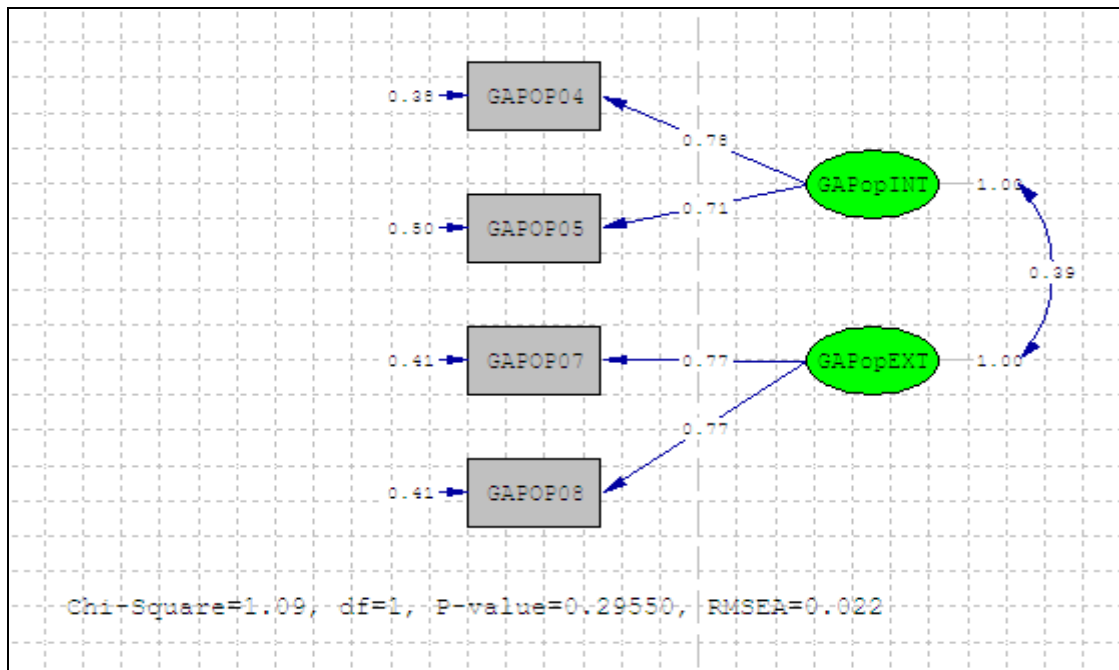 0.38
GAPOP04
0.78
GAPopINT
1.00
0.71
0.50
GAPOP05
0.39
0.41
GAPOP07
0.77
GAPopEXT
1.00
0.77
0.41
GAPOP08
Chi-Square=1.09, df=1, P-value=0.29550, RMSEA=0.022